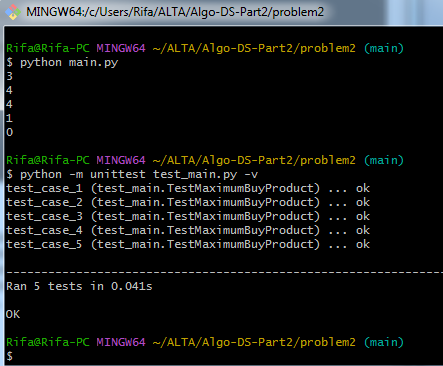 MINGW64:/c/Users/Rifa/ALTA/Algo-DS-Part2/problem2
Rifa@Rifa-PC MINGW64 ~/ALTA/Algo-DS-Part2/problem2 (main)
$ python main.py
3
4
4
1
0
Rifa@Rifa-PC MINGW64 ~/ALTA/Algo-DS-Part2/problem2 (main)
$ python -m unittest test_main.py -v
test_case_1 (test_main.TestMaximumBuyProduct) ... ok
test_case_2 (test_main.TestMaximumBuyProduct) ... ok
test_case_3 (test_main.TestMaximumBuyProduct) ... ok
test_case_4 (test_main.TestMaximumBuyProduct) ... ok
test_case_5 (test_main.TestMaximumBuyProduct) ... ok
----------------------------------------------------------------------
Ran 5 tests in 0.041s
OK
Rifa@Rifa-PC MINGW64 ~/ALTA/Algo-DS-Part2/problem2 (main)
$